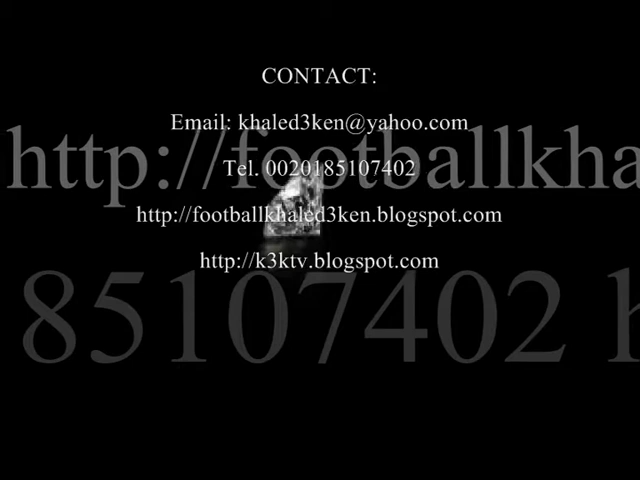 CONTACT:
Email: khaled3ken@yahoo.com
http://footballkha
Tel. 0020185107402
http://footballkhaled3ken.blogspot.com
http://k3ktv.blogspot.com
85107402 h